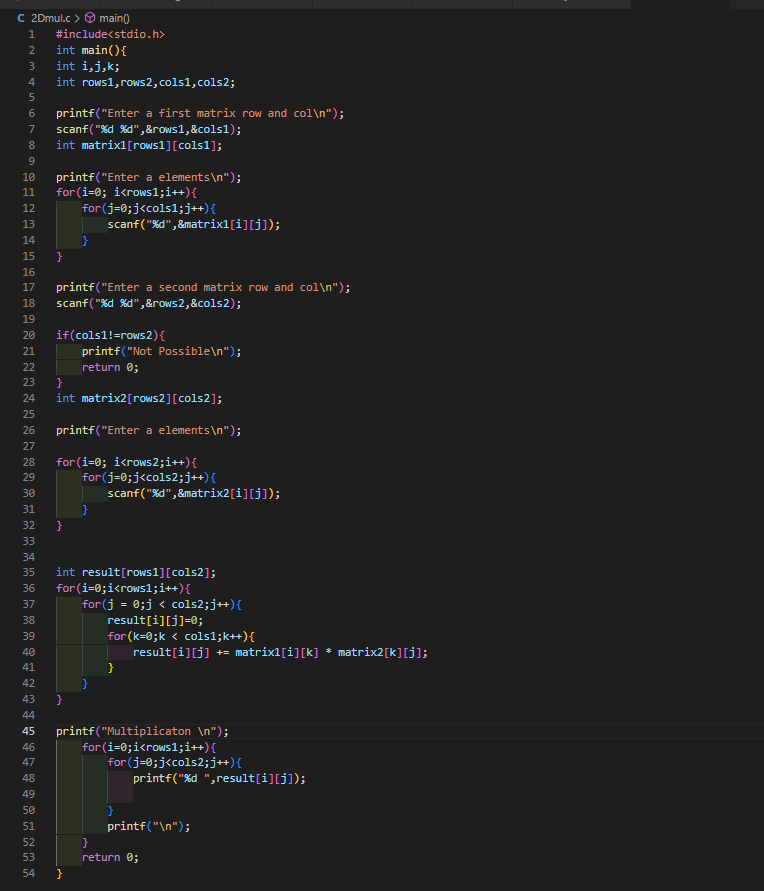 C 2Dmul.c > main()
1 #include<stdio.h>
2 int main(){
3 int i,j,k;
4 int rows1,rows2,cols1,cols2;
5
6 printf("Enter a first matrix row and col\n");
7 scanf("%d %d",&rows1,&cols1);
8 int matrix1[rows1][cols1];
9
10 printf("Enter a elements\n");
11 for(i=0; i<rows1;i++){
12     for(j=0;j<cols1;j++){
13         scanf("%d",&matrix1[i][j]);
14     }
15 }
16
17 printf("Enter a second matrix row and col\n");
18 scanf("%d %d",&rows2,&cols2);
19
20 if(cols1!=rows2){
21     printf("Not Possible\n");
22     return 0;
23 }
24 int matrix2[rows2][cols2];
25
26 printf("Enter a elements\n");
27
28 for(i=0; i<rows2;i++){
29     for(j=0;j<cols2;j++){
30         scanf("%d",&matrix2[i][j]);
31     }
32 }
33
34
35 int result[rows1][cols2];
36 for(i=0;i<rows1;i++){
37     for(j = 0;j < cols2;j++){
38         result[i][j]=0;
39         for(k=0;k < cols1;k++){
40             result[i][j] += matrix1[i][k] * matrix2[k][j];
41         }
42     }
43 }
44
45 printf("Multiplicaton \n");
46     for(i=0;i<rows1;i++){
47         for(j=0;j<cols2;j++){
48             printf("%d ",result[i][j]);
49
50         }
51         printf("\n");
52     }
53     return 0;
54 }